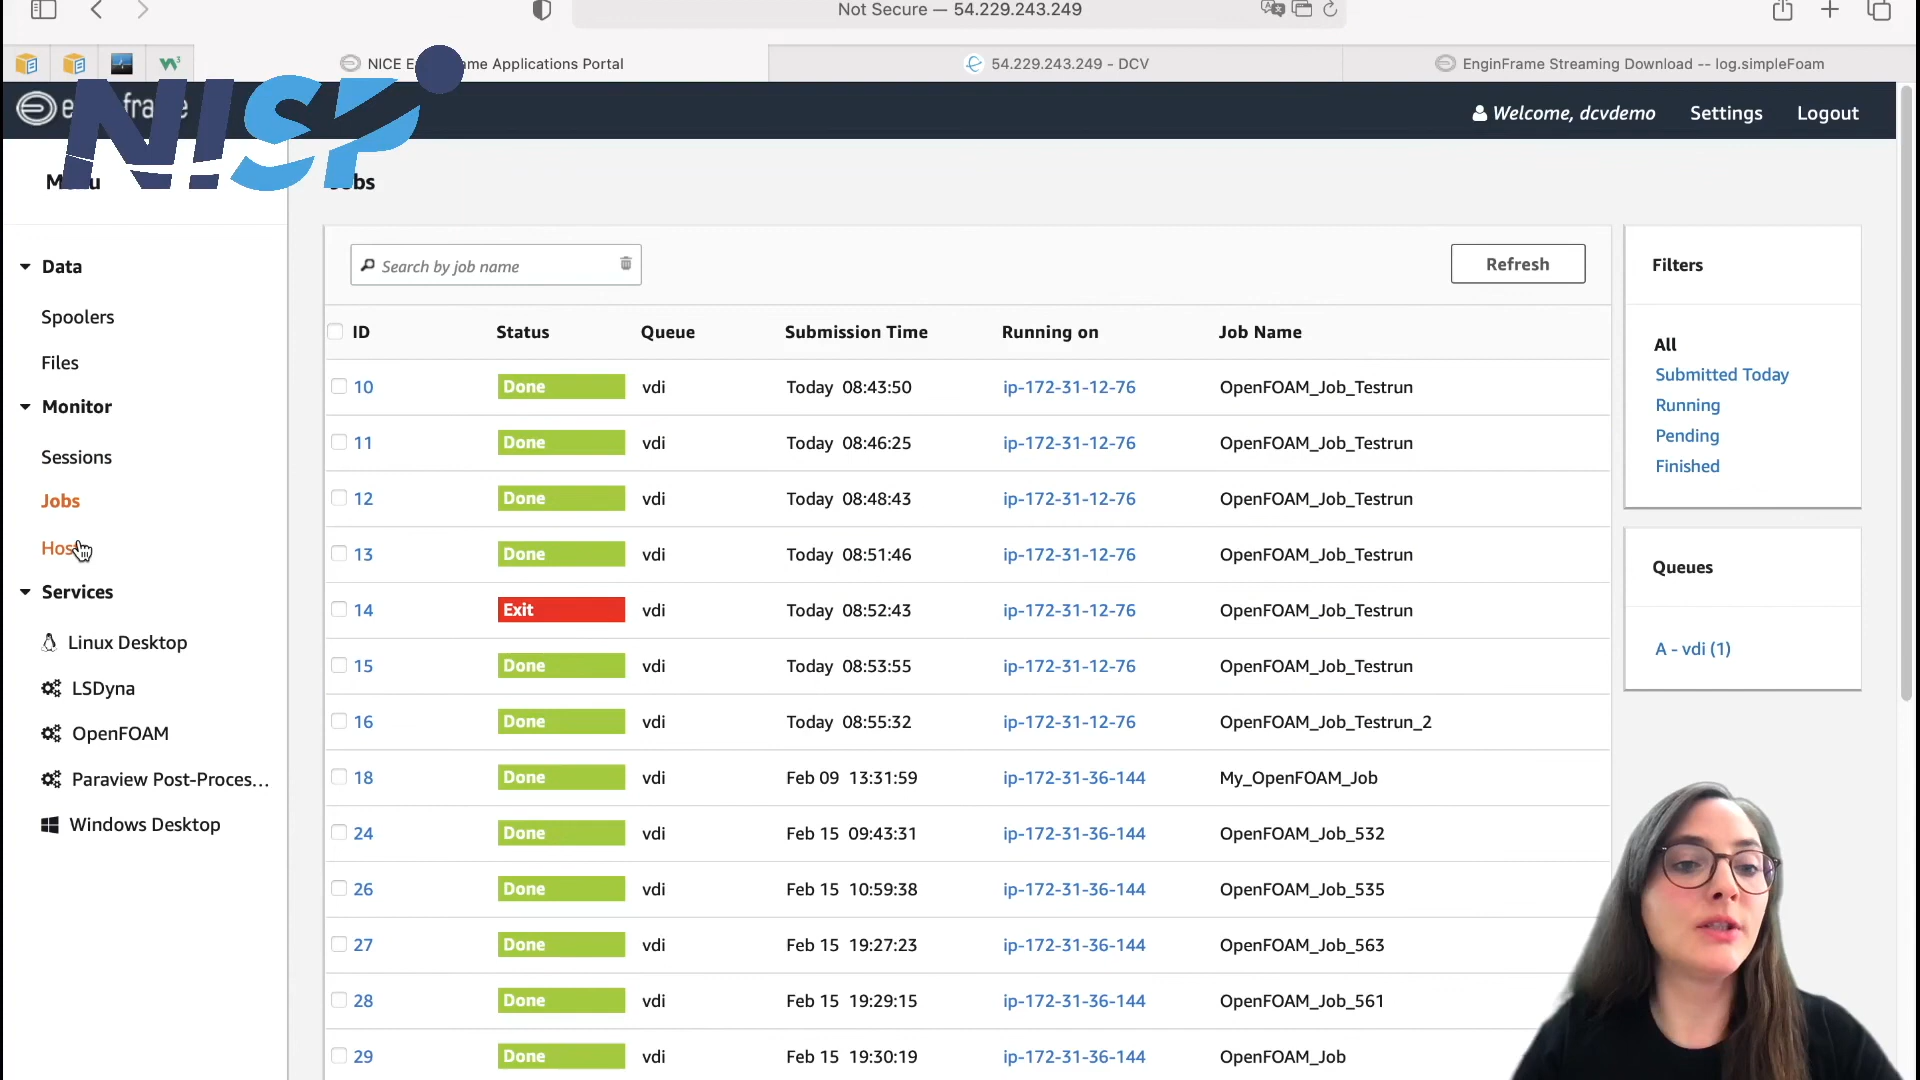 Not Secure — 54.229.243.249
NICE E ame Applications Portal
54.229.243.249 - DCV
EnginFrame Streaming Download -- log.simpleFoam
NISP
Welcome, dcvdemo
Settings
Logout
Menu
Jobs
Data
Spoolers
Files
Monitor
Sessions
Jobs
Services
Linux Desktop
LSDyna
OpenFOAM
Paraview Post-Proces...
Windows Desktop
Search by job name
Refresh
ID Status Queue Submission Time Running on Job Name
10 Done vdi Today 08:43:50 ip-172-31-12-76 OpenFOAM_Job_Testrun
11 Done vdi Today 08:46:25 ip-172-31-12-76 OpenFOAM_Job_Testrun
12 Done vdi Today 08:48:43 ip-172-31-12-76 OpenFOAM_Job_Testrun
13 Done vdi Today 08:51:46 ip-172-31-12-76 OpenFOAM_Job_Testrun
14 Exit vdi Today 08:52:43 ip-172-31-12-76 OpenFOAM_Job_Testrun
15 Done vdi Today 08:53:55 ip-172-31-12-76 OpenFOAM_Job_Testrun
16 Done vdi Today 08:55:32 ip-172-31-12-76 OpenFOAM_Job_Testrun_2
18 Done vdi Feb 09 13:31:59 ip-172-31-36-144 My_OpenFOAM_Job
24 Done vdi Feb 15 09:43:31 ip-172-31-36-144 OpenFOAM_Job_532
26 Done vdi Feb 15 10:59:38 ip-172-31-36-144 OpenFOAM_Job_535
27 Done vdi Feb 15 19:27:23 ip-172-31-36-144 OpenFOAM_Job_563
28 Done vdi Feb 15 19:29:15 ip-172-31-36-144 OpenFOAM_Job_561
29 Done vdi Feb 15 19:30:19 ip-172-31-36-144 OpenFOAM_Job
Filters
All
Submitted Today
Running
Pending
Finished
Queues
A - vdi (1)